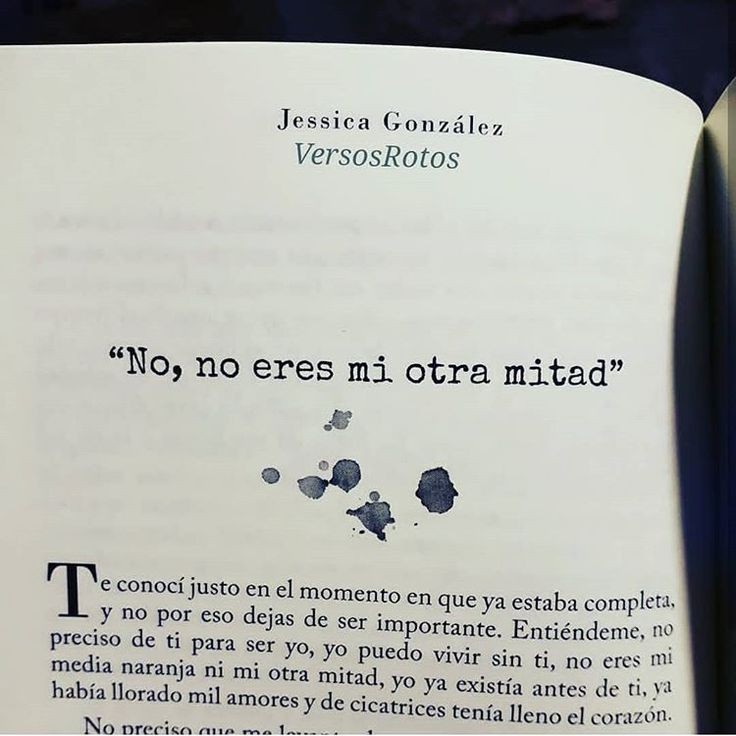 Jessica González
VersosRotos
“No, no eres mi otra mitad”
Te conocí justo en el momento en que ya estaba completa,
y no por eso dejas de ser importante. Entiéndeme, no
preciso de ti para ser yo, yo puedo vivir sin ti, no eres mi
media naranja ni mi otra mitad, yo ya existía antes de ti, ya
había llorado mil amores y de cicatrices tenía lleno el corazón.
No preciso que me